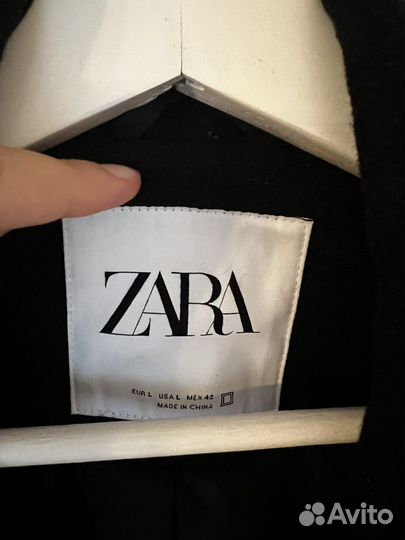 ZARA
EUR L USA L MEX 42
MADE IN CHINA
Avito